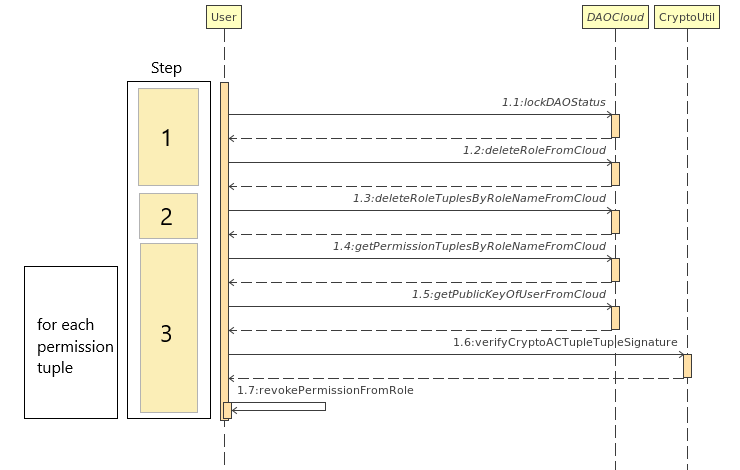 User
DAOCloud
CryptoUtil
Step
1.1:lockDAOStatus
1
1.2:deleteRoleFromCloud
1.3:deleteRoleTuplesByRoleNameFromCloud
2
1.4:getPermissionTuplesByRoleNameFromCloud
1.5:getPublicKeyOfUserFromCloud
for each
permission
tuple
3
1.6:verifyCryptoACTupleTupleSignature
1.7:revokePermissionFromRole